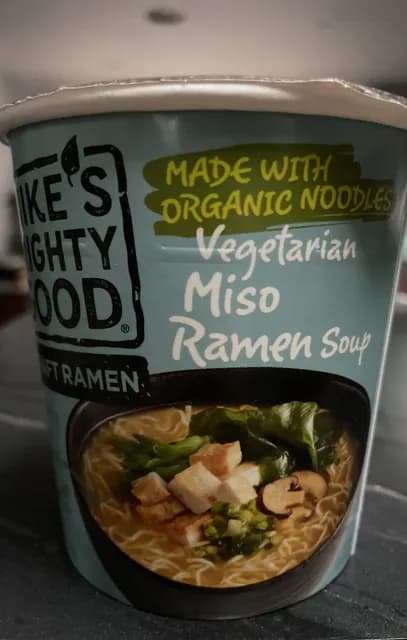 IKE'S
IGHTY
OOD®
FT RAMEN
MADE WITH
ORGANIC NOODLES
Vegetarian
Miso
Ramen Soup